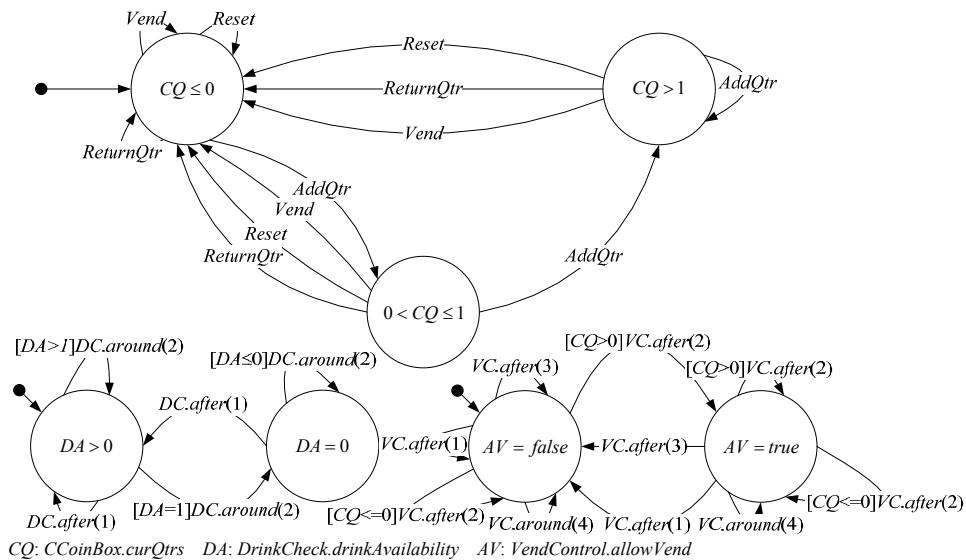 Vend
Reset
CQ ≤ 0
ReturnQtr
Reset
ReturnQtr
Vend
CQ > 1
AddQtr
AddQtr
Vend
Reset
ReturnQtr
AddQtr
0 < CQ ≤ 1
[DA>1]DC.around(2)
[DA≤0]DC.around(2)
DC.after(1)
DA > 0
DA = 0
DC.after(1)
[DA=1]DC.around(2)
[CQ>0]VC.after(2)
VC.after(3)
[CQ>0]VC.after(2)
VC.after(1)
AV = false
VC.after(3)
AV = true
[CQ<=0]VC.after(2)
VC.around(4)
VC.after(1)
VC.around(4)
[CQ<=0]VC.after(2)
CQ: CCoinBox.curQtrs DA: DrinkCheck.drinkAvailability AV: VendControl.allowVend